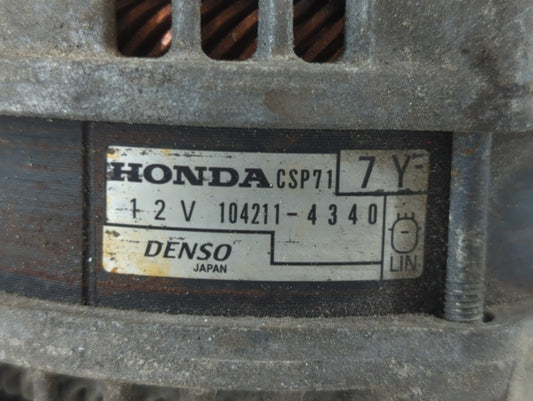 HONDA CSP71 7 Y
12V 104211-4340
DENSO
JAPAN
LIN